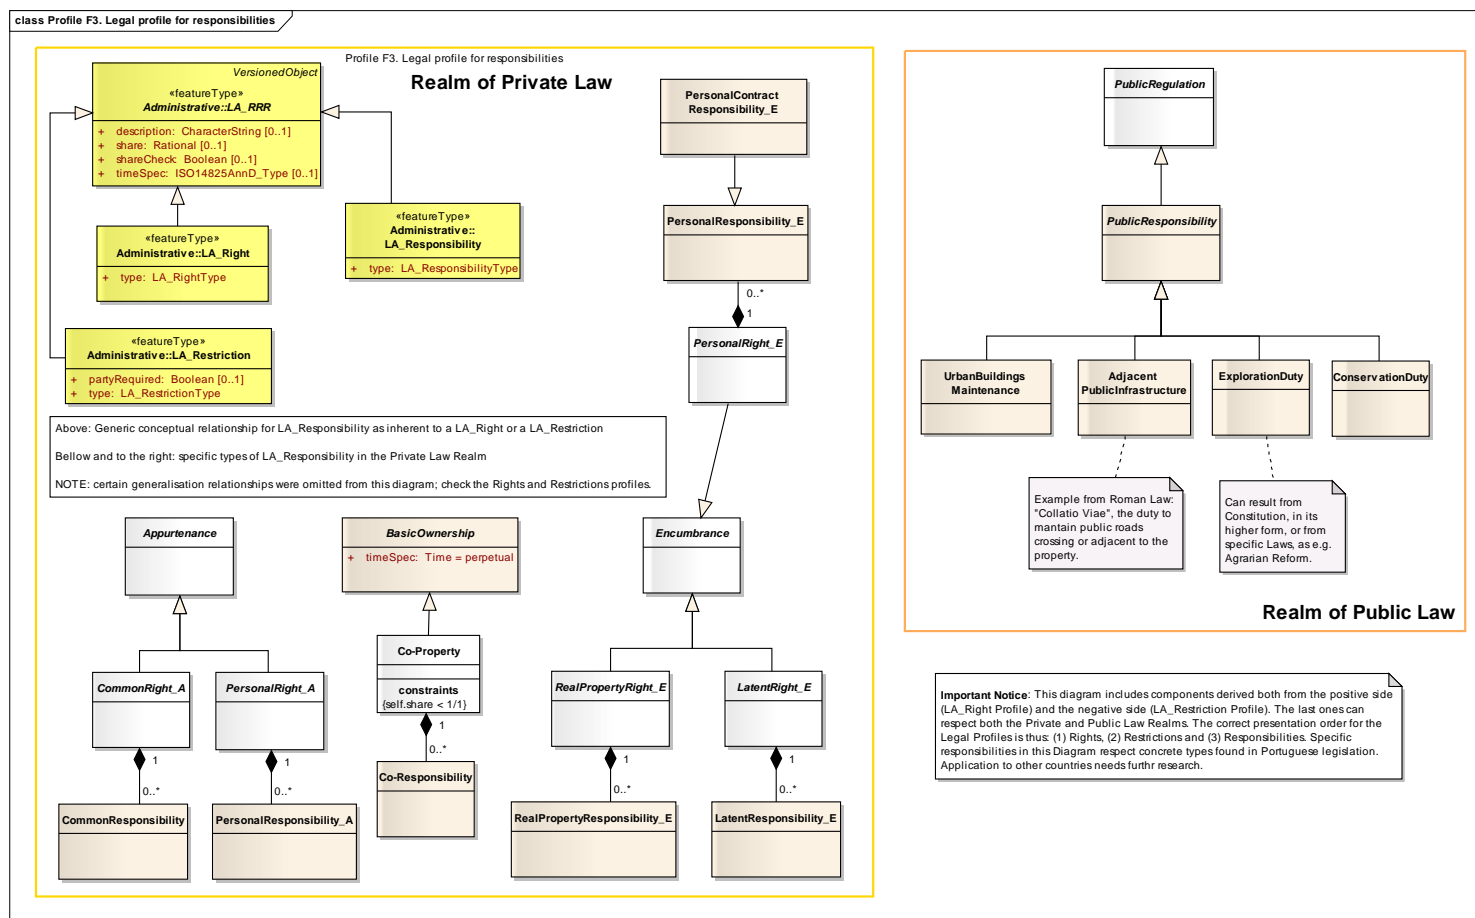 class Profile F3. Legal profile for responsibilities
Profile F3. Legal profile for responsibilities
Realm of Private Law
VersionedObject
«featureType»
Administrative::LA_RRR
+ description: CharacterString [0..1]
+ share: Rational [0..1]
+ shareCheck: Boolean [0..1]
+ timeSpec: ISO14825AnnD_Type [0..1]
«featureType»
Administrative::LA_Right
+ type: LA_RightType
«featureType»
Administrative::
LA_Responsibility
+ type: LA_ResponsibilityType
«featureType»
Administrative::LA_Restriction
+ partyRequired: Boolean [0..1]
+ type: LA_RestrictionType
PersonalContract
Responsibility_E
PersonalResponsibility_E
0..*
1
PersonalRight_E
Above: Generic conceptual relationship for LA_Responsibility as inherent to a LA_Right or a LA_Restriction
Bellow and to the right: specific types of LA_Responsibility in the Private Law Realm
NOTE: certain generalisation relationships were omitted from this diagram; check the Rights and Restrictions profiles.
Appurtenance
BasicOwnership
+ timeSpec: Time = perpetual
Encumbrance
CommonRight_A
PersonalRight_A
Co-Property
constraints
{self.share < 1/1}
RealPropertyRight_E
LatentRight_E
1
0..*
1
0..*
1
0..*
1
0..*
1
0..*
CommonResponsibility
PersonalResponsibility_A
Co-Responsibility
RealPropertyResponsibility_E
LatentResponsibility_E
PublicRegulation
PublicResponsibility
UrbanBuildings
Maintenance
Adjacent
PublicInfrastructure
ExplorationDuty
ConservationDuty
Example from Roman Law:
"Collatio Viae", the duty to
mantain public roads
crossing or adjacent to the
property.
Can result from
Constitution, in its
higher form, or from
specific Laws, as e.g.
Agrarian Reform.
Realm of Public Law
Important Notice: This diagram includes components derived both from the positive side
(LA_Right Profile) and the negative side (LA_Restriction Profile). The last ones can
respect both the Private and Public Law Realms. The correct presentation order for the
Legal Profiles is thus: (1) Rights, (2) Restrictions and (3) Responsibilities. Specific
responsibilities in this Diagram respect concrete types found in Portuguese legislation.
Application to other countries needs furthr research.